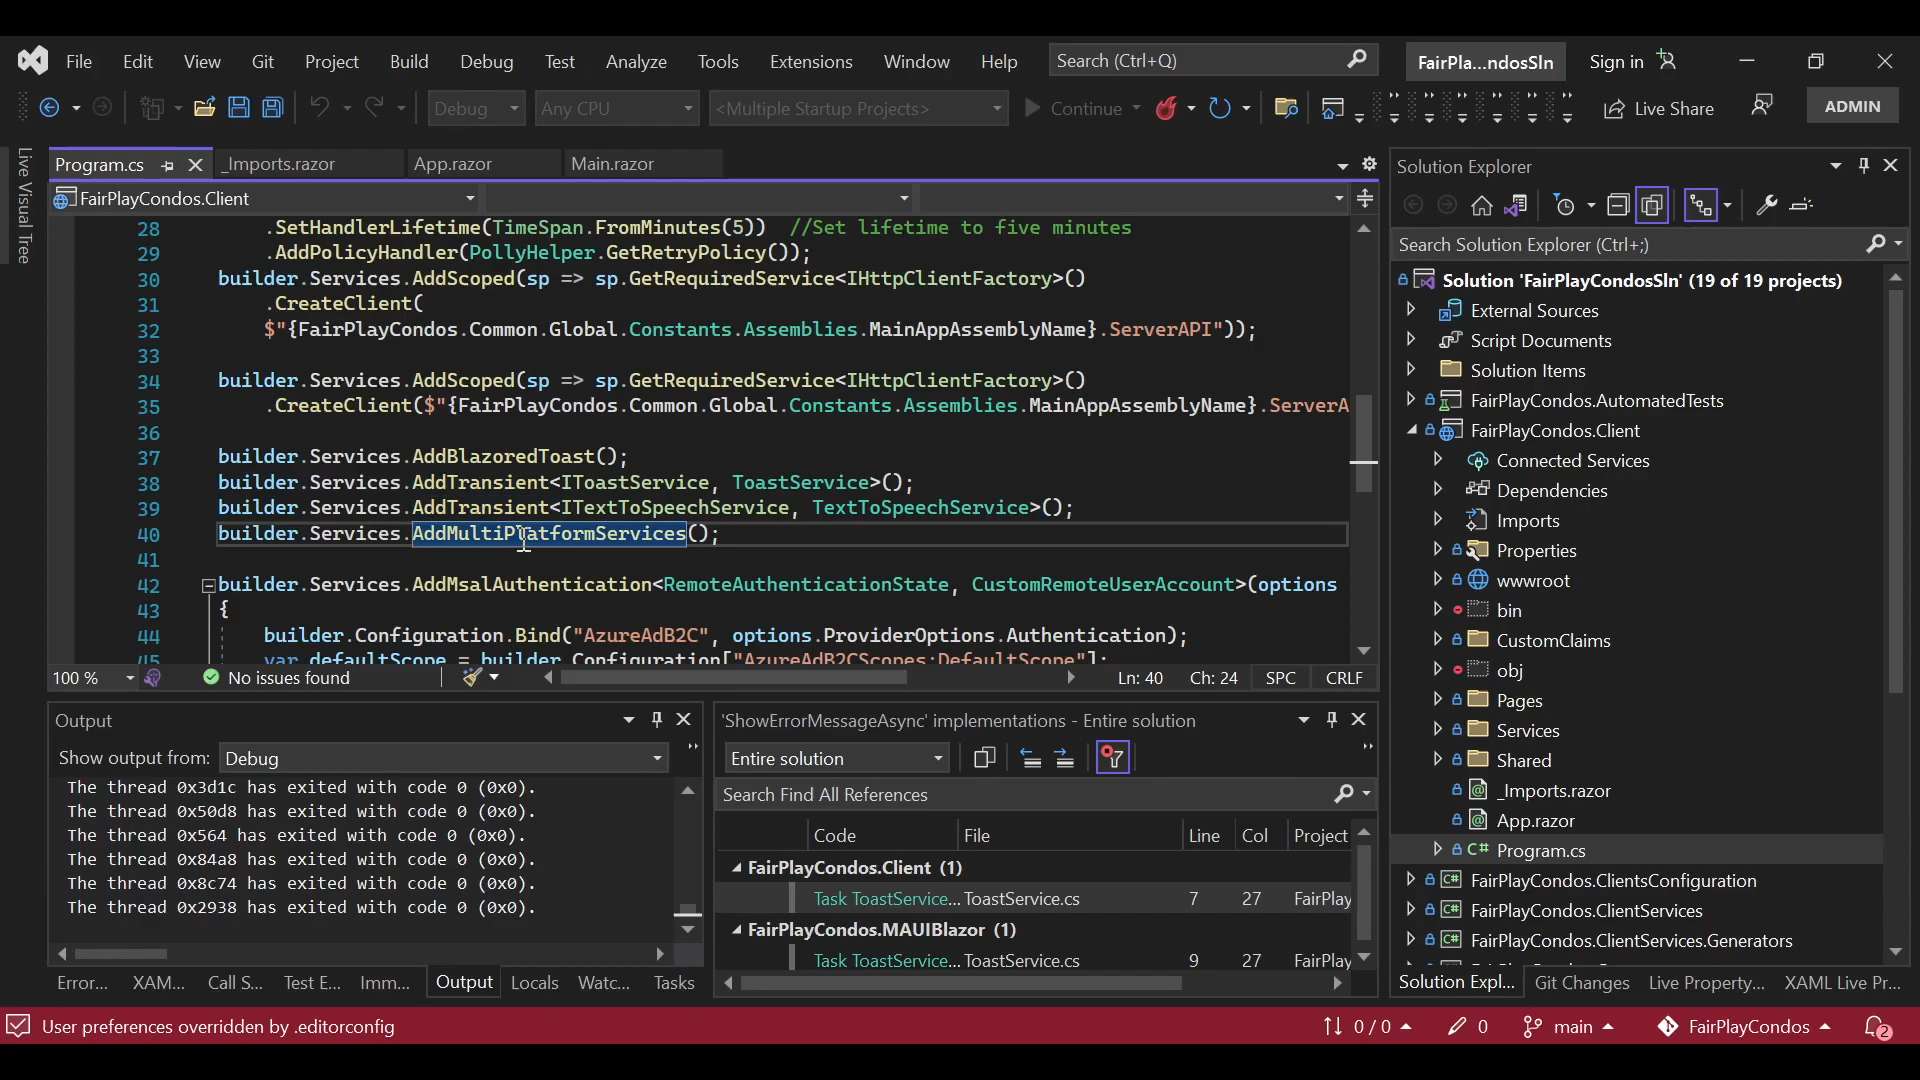 File Edit View Git Project Build Debug Test Analyze Tools Extensions Window Help Search (Ctrl+Q) FairPla...ndosSln Sign in
Debug Any CPU <Multiple Startup Projects> Continue Live Share ADMIN
Live Visual Tree
Program.cs _Imports.razor App.razor Main.razor
FairPlayCondos.Client
28 .SetHandlerLifetime(TimeSpan.FromMinutes(5)) //Set lifetime to five minutes
29 .AddPolicyHandler(PollyHelper.GetRetryPolicy());
30 builder.Services.AddScoped(sp => sp.GetRequiredService<IHttpClientFactory>()
31 .CreateClient(
32 $"{FairPlayCondos.Common.Global.Constants.Assemblies.MainAppAssemblyName}.ServerAPI"));
33
34 builder.Services.AddScoped(sp => sp.GetRequiredService<IHttpClientFactory>()
35 .CreateClient($"{FairPlayCondos.Common.Global.Constants.Assemblies.MainAppAssemblyName}.ServerA
36
37 builder.Services.AddBlazoredToast();
38 builder.Services.AddTransient<IToastService, ToastService>();
39 builder.Services.AddTransient<ITextToSpeechService, TextToSpeechService>();
40 builder.Services.AddMultiPlatformServices();
41
42 builder.Services.AddMsalAuthentication<RemoteAuthenticationState, CustomRemoteUserAccount>(options
43 {
44 builder.Configuration.Bind("AzureAdB2C", options.ProviderOptions.Authentication);
45 var defaultScope = builder.Configuration["AzureAdB2CScopes:DefaultScope"];
100 % No issues found Ln: 40 Ch: 24 SPC CRLF
Output
Show output from: Debug
The thread 0x3d1c has exited with code 0 (0x0).
The thread 0x50d8 has exited with code 0 (0x0).
The thread 0x564 has exited with code 0 (0x0).
The thread 0x84a8 has exited with code 0 (0x0).
The thread 0x8c74 has exited with code 0 (0x0).
The thread 0x2938 has exited with code 0 (0x0).
Error... XAM... Call S... Test E... Imm... Output Locals Watc... Tasks
'ShowErrorMessageAsync' implementations - Entire solution
Entire solution
Search Find All References
Code File Line Col Project
FairPlayCondos.Client (1)
Task ToastService... ToastService.cs 7 27 FairPlay
FairPlayCondos.MAUIBlazor (1)
Task ToastService... ToastService.cs 9 27 FairPlay
Solution Explorer
Search Solution Explorer (Ctrl+;)
Solution 'FairPlayCondosSln' (19 of 19 projects)
External Sources
Script Documents
Solution Items
FairPlayCondos.AutomatedTests
FairPlayCondos.Client
Connected Services
Dependencies
Imports
Properties
wwwroot
bin
CustomClaims
obj
Pages
Services
Shared
_Imports.razor
App.razor
C# Program.cs
C# FairPlayCondos.ClientsConfiguration
C# FairPlayCondos.ClientServices
C# FairPlayCondos.ClientServices.Generators
Solution Expl... Git Changes Live Property... XAML Live Pr...
User preferences overridden by .editorconfig 0 / 0 0 main FairPlayCondos 2